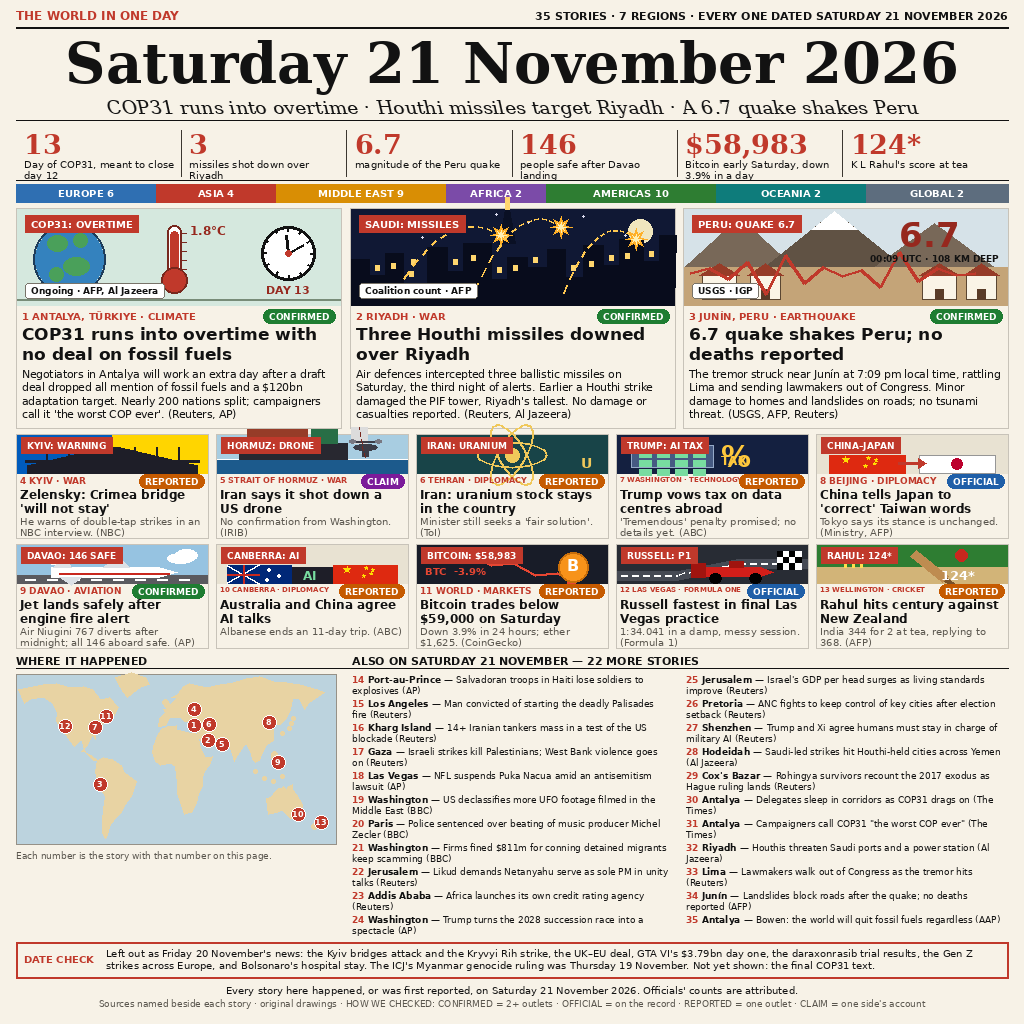 THE WORLD IN ONE DAY
35 STORIES · 7 REGIONS · EVERY ONE DATED SATURDAY 21 NOVEMBER 2026
Saturday 21 November 2026
COP31 runs into overtime · Houthi missiles target Riyadh · A 6.7 quake shakes Peru
13
Day of COP31, meant to close
day 12
3
missiles shot down over
Riyadh
6.7
magnitude of the Peru quake
146
people safe after Davao
landing
$58,983
Bitcoin early Saturday, down
3.9% in a day
124*
K L Rahul's score at tea
EUROPE 6
ASIA 4
MIDDLE EAST 9
AFRICA 2
AMERICAS 10
OCEANIA 2
GLOBAL 2
COP31: OVERTIME
1.8°C
DAY 13
Ongoing · AFP, Al Jazeera
1 ANTALYA, TÜRKIYE · CLIMATE
CONFIRMED
COP31 runs into overtime with
no deal on fossil fuels
Negotiators in Antalya will work an extra day after a draft
deal dropped all mention of fossil fuels and a $120bn
adaptation target. Nearly 200 nations split; campaigners
call it 'the worst COP ever'. (Reuters, AP)
SAUDI: MISSILES
Coalition count · AFP
2 RIYADH · WAR
CONFIRMED
Three Houthi missiles downed
over Riyadh
Air defences intercepted three ballistic missiles on
Saturday, the third night of alerts. Earlier a Houthi strike
damaged the PIF tower, Riyadh's tallest. No damage or
casualties reported. (Reuters, Al Jazeera)
PERU: QUAKE 6.7
6.7
00:09 UTC · 108 KM DEEP
USGS · IGP
3 JUNÍN, PERU · EARTHQUAKE
CONFIRMED
6.7 quake shakes Peru; no
deaths reported
The tremor struck near Junín at 7:09 pm local time, rattling
Lima and sending lawmakers out of Congress. Minor
damage to homes and landslides on roads; no tsunami
threat. (USGS, AFP, Reuters)
KYIV: WARNING
4 KYIV · WAR
REPORTED
Zelensky: Crimea bridge
'will not stay'
He warns of double-tap strikes in an
NBC interview. (NBC)
HORMUZ: DRONE
5 STRAIT OF HORMUZ · WAR
CLAIM
Iran says it shot down a
US drone
No confirmation from Washington.
(IRIB)
IRAN: URANIUM
U
6 TEHRAN · DIPLOMACY
REPORTED
Iran: uranium stock stays
in the country
Minister still seeks a 'fair solution'.
(ToI)
TRUMP: AI TAX
%
TAX
7 WASHINGTON · TECHNOLOGY
REPORTED
Trump vows tax on data
centres abroad
'Tremendous' penalty promised; no
details yet. (ABC)
CHINA–JAPAN
8 BEIJING · DIPLOMACY
OFFICIAL
China tells Japan to
'correct' Taiwan words
Tokyo says its stance is unchanged.
(Ministry, AFP)
DAVAO: 146 SAFE
9 DAVAO · AVIATION
CONFIRMED
Jet lands safely after
engine fire alert
Air Niugini 767 diverts after
midnight; all 146 aboard safe. (AP)
CANBERRA: AI
AI
10 CANBERRA · DIPLOMACY
REPORTED
Australia and China agree
AI talks
Albanese ends an 11-day trip. (ABC)
BITCOIN: $58,983
BTC -3.9%
B
11 WORLD · MARKETS
REPORTED
Bitcoin trades below
$59,000 on Saturday
Down 3.9% in 24 hours; ether
$1,625. (CoinGecko)
RUSSELL: P1
12 LAS VEGAS · FORMULA ONE
OFFICIAL
Russell fastest in final Las
Vegas practice
1:34.041 in a damp, messy session.
(Formula 1)
RAHUL: 124*
124*
13 WELLINGTON · CRICKET
REPORTED
Rahul hits century against
New Zealand
India 344 for 2 at tea, replying to
368. (AFP)
WHERE IT HAPPENED
12
7
11
3
4
1
6
2
5
8
9
10
13
Each number is the story with that number on this page.
ALSO ON SATURDAY 21 NOVEMBER — 22 MORE STORIES
14 Port-au-Prince — Salvadoran troops in Haiti lose soldiers to
explosives (AP)
15 Los Angeles — Man convicted of starting the deadly Palisades
fire (Reuters)
16 Kharg Island — 14+ Iranian tankers mass in a test of the US
blockade (Reuters)
17 Gaza — Israeli strikes kill Palestinians; West Bank violence goes
on (Reuters)
18 Las Vegas — NFL suspends Puka Nacua amid an antisemitism
lawsuit (AP)
19 Washington — US declassifies more UFO footage filmed in the
Middle East (BBC)
20 Paris — Police sentenced over beating of music producer Michel
Zecler (BBC)
21 Washington — Firms fined $811m for conning detained migrants
keep scamming (BBC)
22 Jerusalem — Likud demands Netanyahu serve as sole PM in unity
talks (Reuters)
23 Addis Ababa — Africa launches its own credit rating agency
(Reuters)
24 Washington — Trump turns the 2028 succession race into a
spectacle (AP)
25 Jerusalem — Israel's GDP per head surges as living standards
improve (Reuters)
26 Pretoria — ANC fights to keep control of key cities after election
setback (Reuters)
27 Shenzhen — Trump and Xi agree humans must stay in charge of
military AI (Reuters)
28 Hodeidah — Saudi-led strikes hit Houthi-held cities across Yemen
(Al Jazeera)
29 Cox's Bazar — Rohingya survivors recount the 2017 exodus as
Hague ruling lands (Reuters)
30 Antalya — Delegates sleep in corridors as COP31 drags on (The
Times)
31 Antalya — Campaigners call COP31 "the worst COP ever" (The
Times)
32 Riyadh — Houthis threaten Saudi ports and a power station (Al
Jazeera)
33 Lima — Lawmakers walk out of Congress as the tremor hits
(Reuters)
34 Junín — Landslides block roads after the quake; no deaths
reported (AFP)
35 Antalya — Bowen: the world will quit fossil fuels regardless (AAP)
DATE CHECK
Left out as Friday 20 November's news: the Kyiv bridges attack and the Kryvyi Rih strike, the UK–EU deal, GTA VI's $3.79bn day one, the daraxonrasib trial results, the Gen Z
strikes across Europe, and Bolsonaro's hospital stay. The ICJ's Myanmar genocide ruling was Thursday 19 November. Not yet shown: the final COP31 text.
Every story here happened, or was first reported, on Saturday 21 November 2026. Officials' counts are attributed.
Sources named beside each story · original drawings · HOW WE CHECKED: CONFIRMED = 2+ outlets · OFFICIAL = on the record · REPORTED = one outlet · CLAIM = one side's account